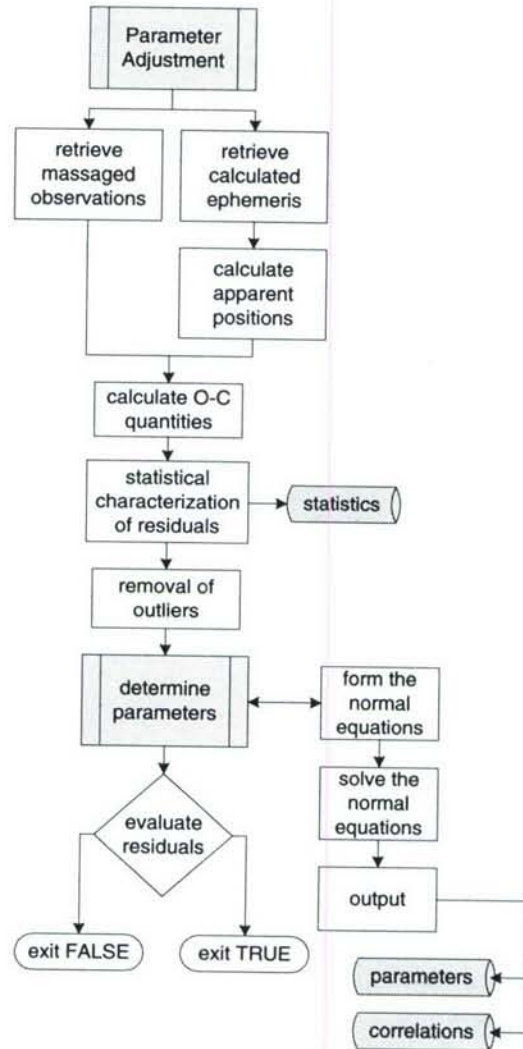 Parameter
Adjustment
retrieve
massaged
observations
retrieve
calculated
ephemeris
calculate
apparent
positions
calculate O-C
quantities
statistical
characterization
of residuals
statistics
removal of
outliers
determine
parameters
form the
normal
equations
solve the
normal
equations
evaluate
residuals
output
exit FALSE
exit TRUE
parameters
correlations